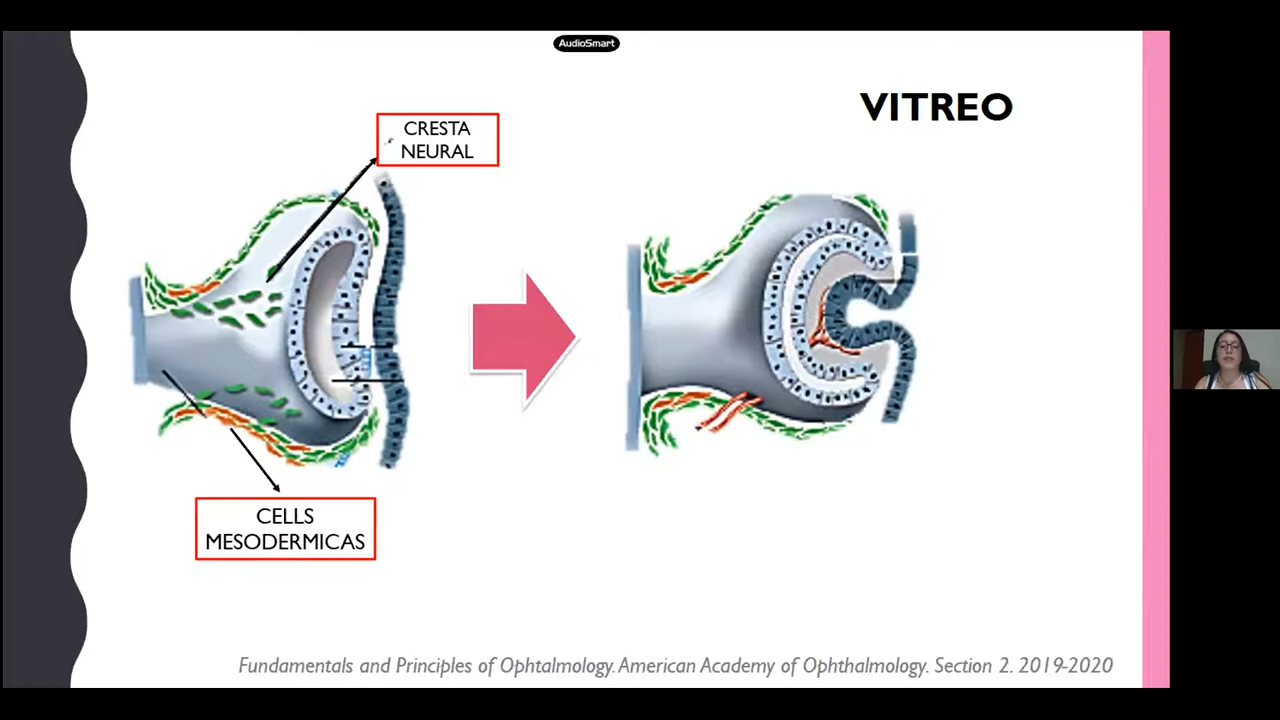 AudioSmart
VITREO
CRESTA
NEURAL
CELLS
MESODERMICAS
Fundamentals and Principles of Ophtalmology. American Academy of Ophthalmology. Section 2. 2019-2020